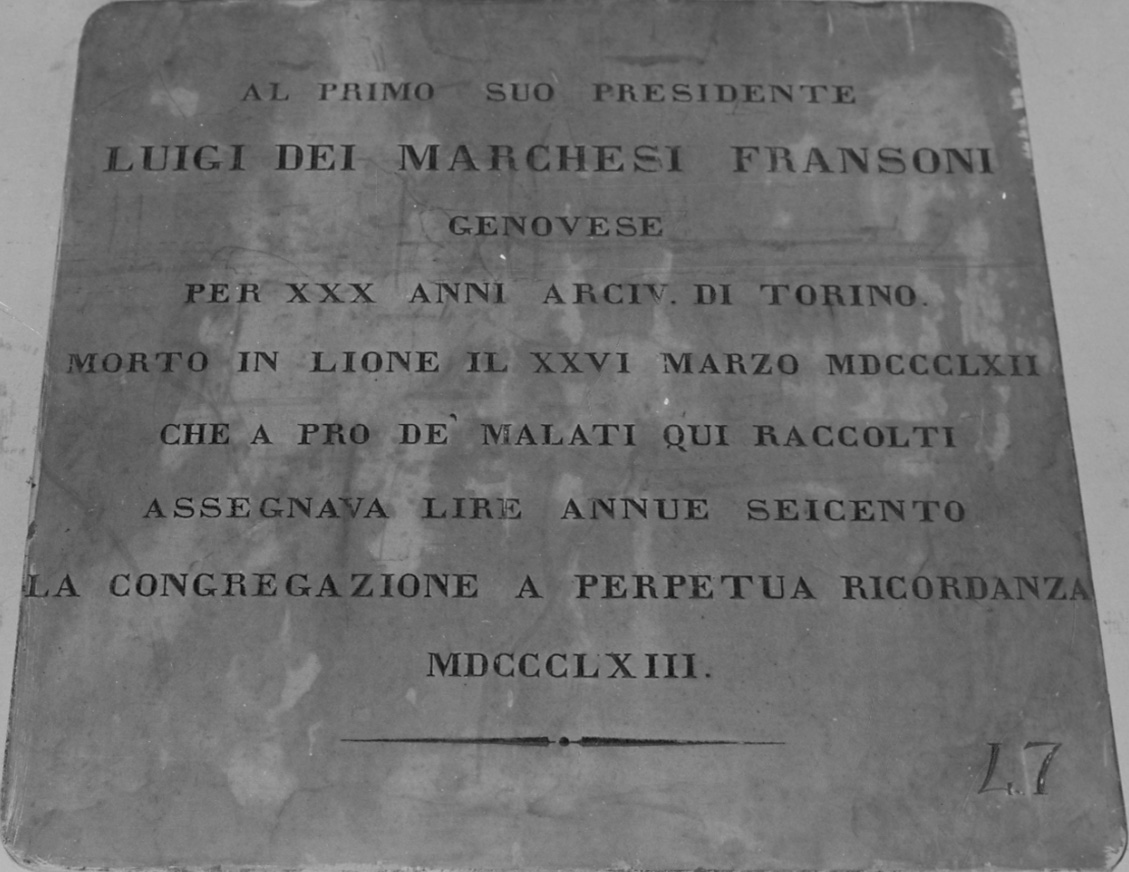 AL PRIMO SUO PRESIDENTE
LUIGI DEI MARCHESI FRANSONI
GENOVESE
PER XXX ANNI ARCIV. DI TORINO.
MORTO IN LIONE IL XXVI MARZO MDCCCLXII
CHE A PRO DE` MALATI QUI RACCOLTI
ASSEGNAVA LIRE ANNUE SEICENTO
LA CONGREGAZIONE A PERPETUA RICORDANZA
MDCCCLXIII.
47